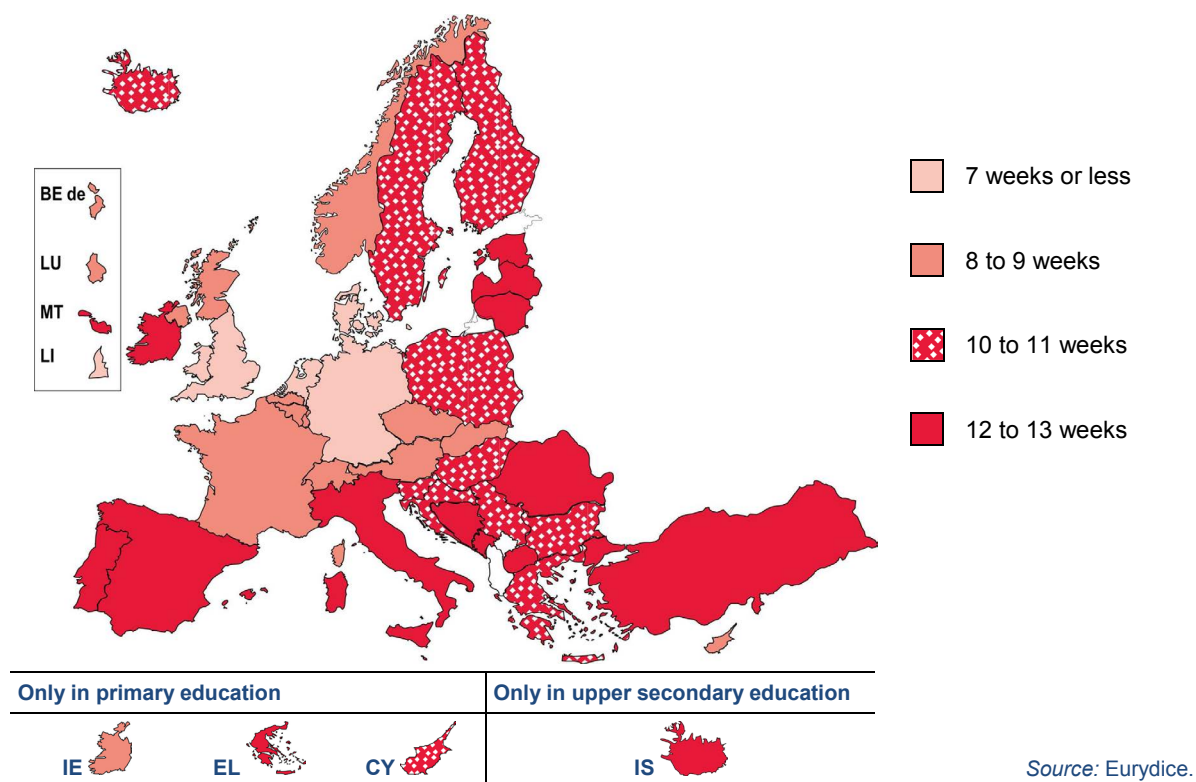 BE de
LU
MT
LI
7 weeks or less
8 to 9 weeks
10 to 11 weeks
12 to 13 weeks
Only in primary education
Only in upper secondary education
IE
EL
CY
IS
Source: Eurydice.